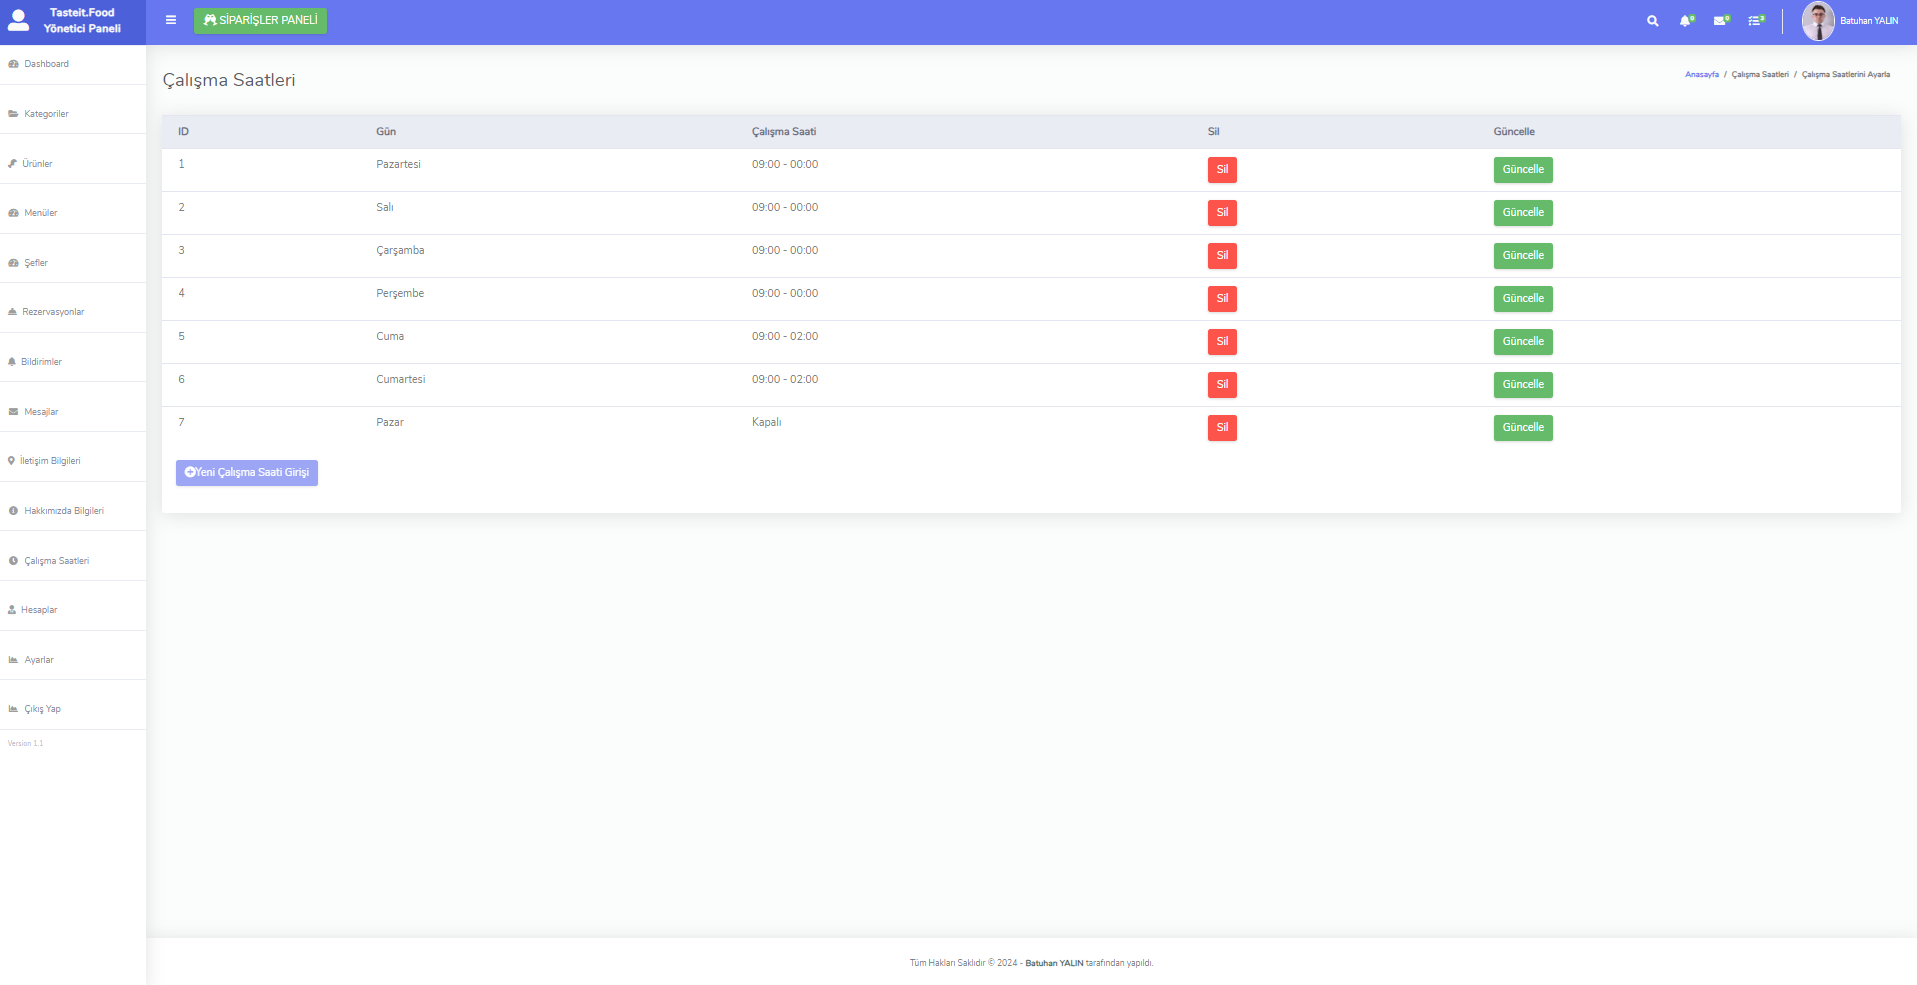 Tasteit.Food
Yönetici Paneli
SİPARİŞLER PANELİ
0
0
3
Batuhan YALIN
Dashboard
Kategoriler
Ürünler
Menüler
Şefler
Rezervasyonlar
Bildirimler
Mesajlar
İletişim Bilgileri
Hakkımızda Bilgileri
Çalışma Saatleri
Hesaplar
Ayarlar
Çıkış Yap
Version 1.1
Çalışma Saatleri
Anasayfa / Çalışma Saatleri / Çalışma Saatlerini Ayarla
ID Gün Çalışma Saati Sil Güncelle
1 Pazartesi 09:00 - 00:00 Sil Güncelle
2 Salı 09:00 - 00:00 Sil Güncelle
3 Çarşamba 09:00 - 00:00 Sil Güncelle
4 Perşembe 09:00 - 00:00 Sil Güncelle
5 Cuma 09:00 - 02:00 Sil Güncelle
6 Cumartesi 09:00 - 02:00 Sil Güncelle
7 Pazar Kapalı Sil Güncelle
Yeni Çalışma Saati Girişi
Tüm Hakları Saklıdır © 2024 - Batuhan YALIN tarafından yapıldı.